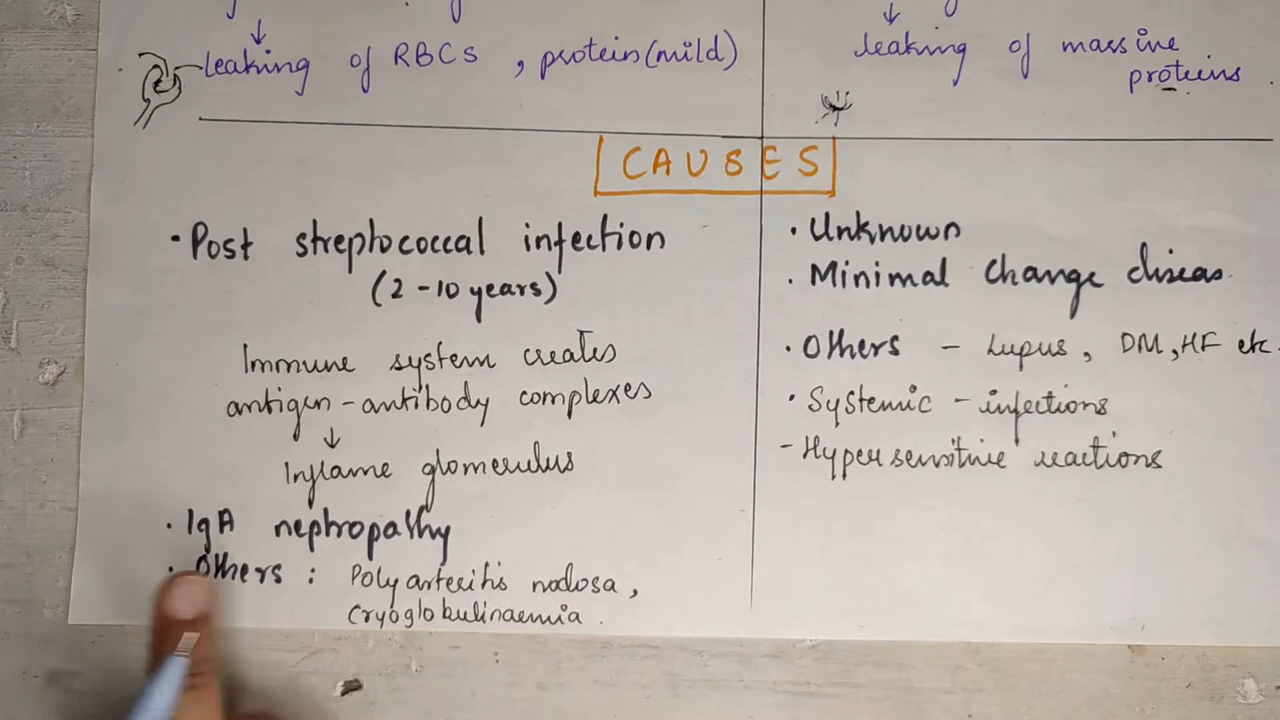 leaking of RBCS , protein(mild)
leaking of massive
proteins.
CAUSES
• Post streptococcal infection
(2-10 years)
Immune system creates
antigen-antibody complexes
↓
Inflame glomerulus
• IgA nephropathy
• Others : Polyarteritis nodosa ,
Cryoglobulinaemia .
• Unknown
• Minimal change diseas.
• Others - Lupus, DM, HF etc.
• Systemic - infections
- Hypersensitive reactions